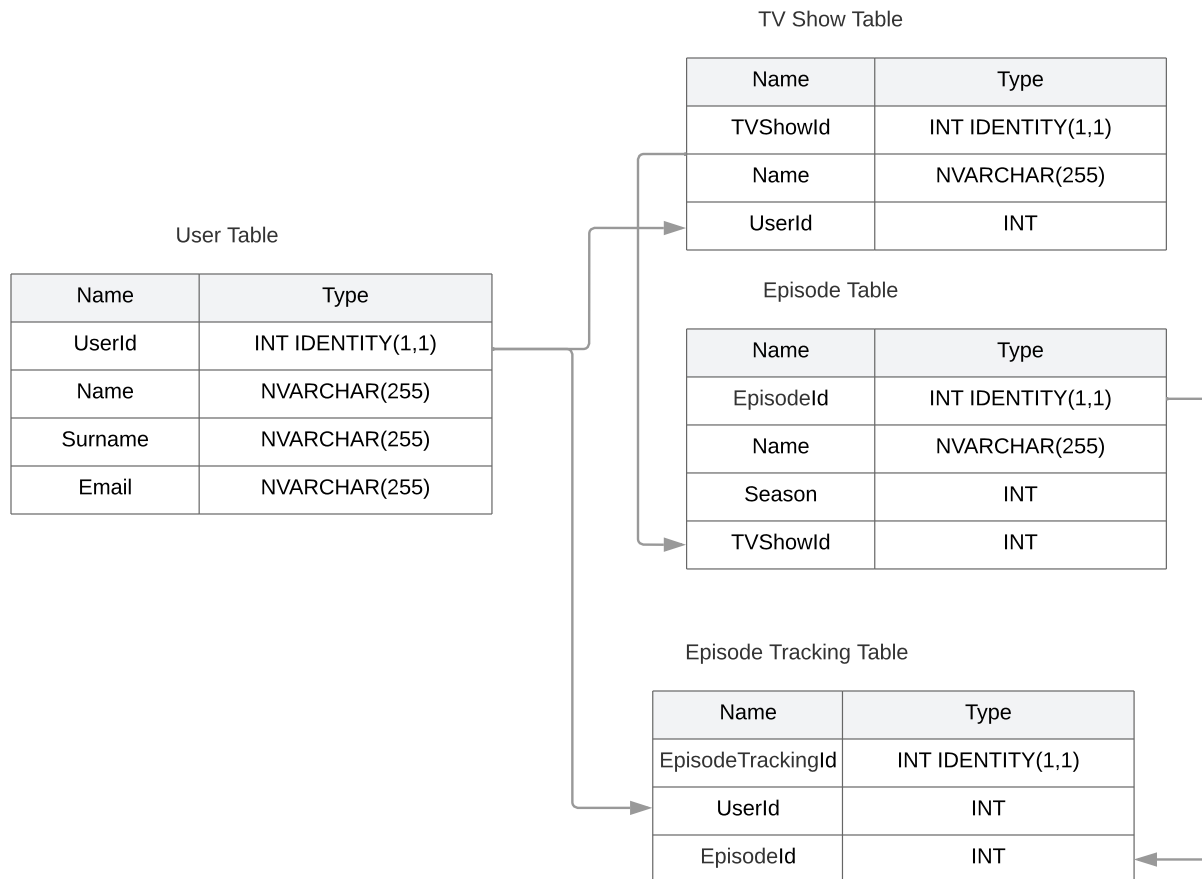 TV Show Table
Name Type
TVShowId INT IDENTITY(1,1)
Name NVARCHAR(255)
UserId INT
User Table
Name Type
UserId INT IDENTITY(1,1)
Name NVARCHAR(255)
Surname NVARCHAR(255)
Email NVARCHAR(255)
Episode Table
Name Type
EpisodeId INT IDENTITY(1,1)
Name NVARCHAR(255)
Season INT
TVShowId INT
Episode Tracking Table
Name Type
EpisodeTrackingId INT IDENTITY(1,1)
UserId INT
EpisodeId INT